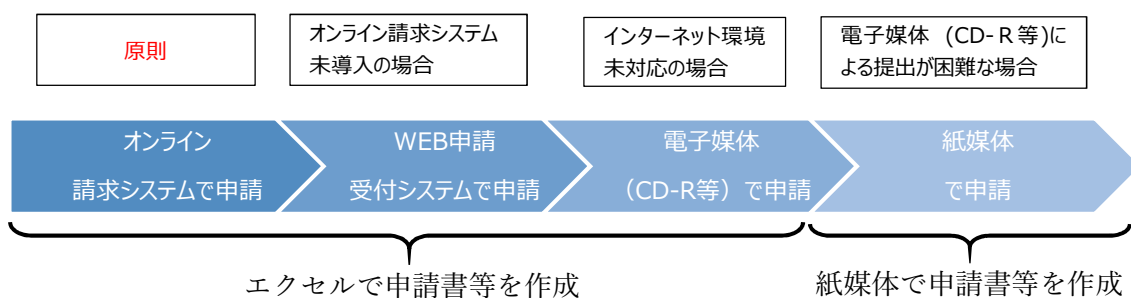 原則
オンライン請求システム
未導入の場合
インターネット環境
未対応の場合
電子媒体 (CD-R等)に
よる提出が困難な場合
オンライン
請求システムで申請
WEB申請
受付システムで申請
電子媒体
（CD-R等）で申請
紙媒体
で申請
エクセルで申請書等を作成
紙媒体で申請書等を作成